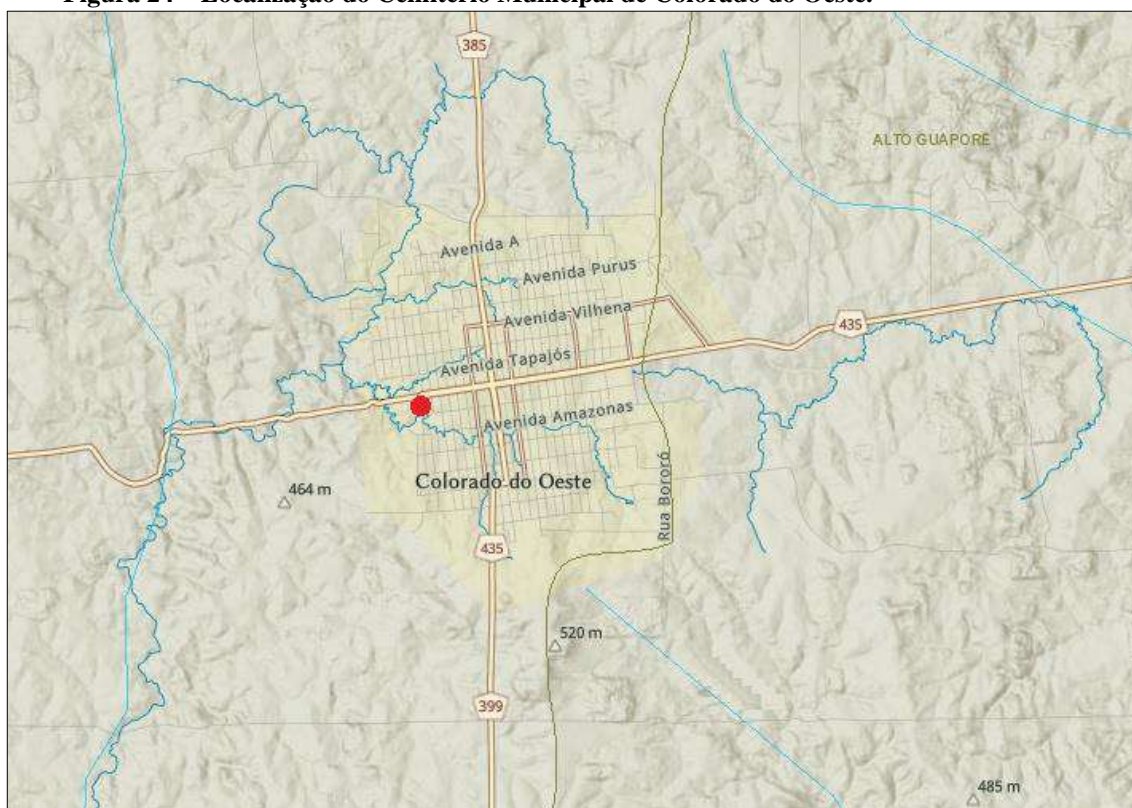 Figura 24 – Localização do Cemitério Municipal de Colorado do Oeste.
385
ALTO GUAPORÉ
Avenida A
Avenida Purus
Avenida Vilhena
435
Avenida Tapajós
Avenida Amazonas
Colorado do Oeste
464 m
Rua Bororó
435
520 m
399
485 m